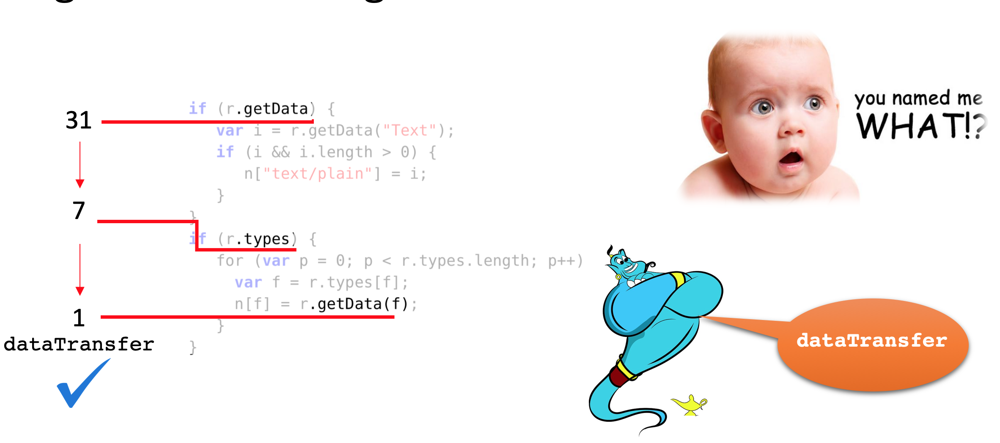 31
if (r.getData) {
var i = r.getData("Text");
if (i && i.length > 0) {
n["text/plain"] = i;
}
7
}
if (r.types) {
for (var p = 0; p < r.types.length; p++)
var f = r.types[f];
n[f] = r.getData(f);
1
}
dataTransfer
}
you named me
WHAT!?
dataTransfer